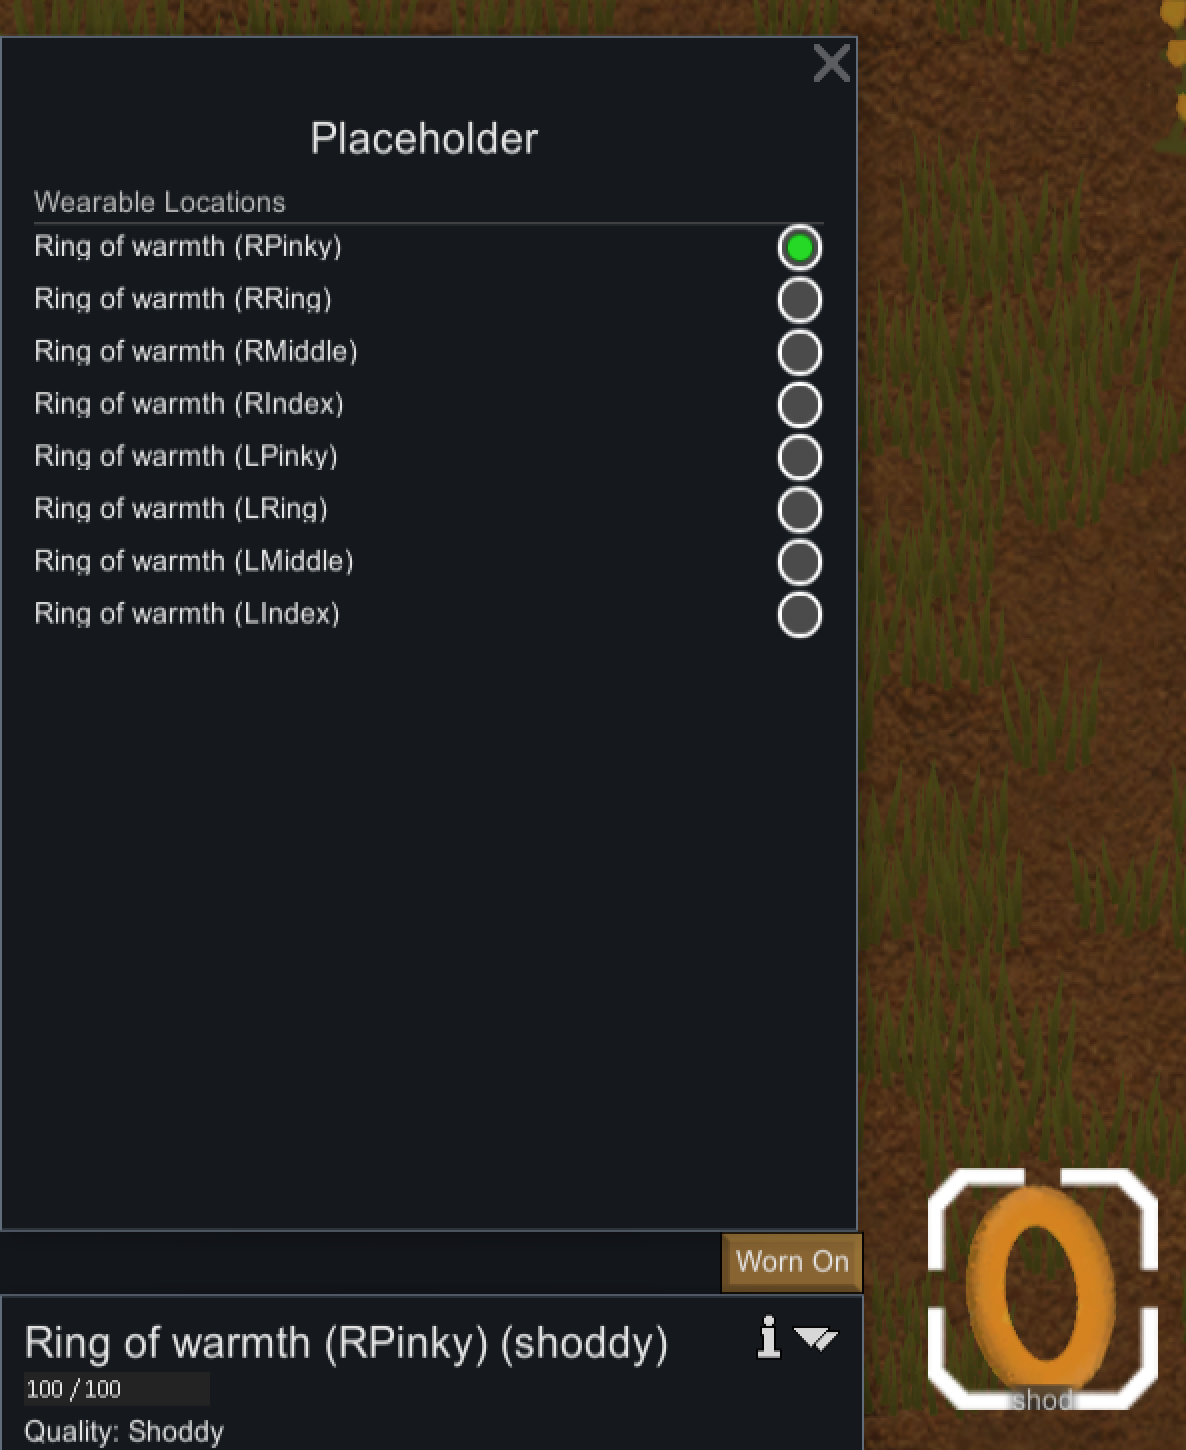 Placeholder
Wearable Locations
Ring of warmth (RPinky)
Ring of warmth (RRing)
Ring of warmth (RMiddle)
Ring of warmth (RIndex)
Ring of warmth (LPinky)
Ring of warmth (LRing)
Ring of warmth (LMiddle)
Ring of warmth (LIndex)
Worn On
Ring of warmth (RPinky) (shoddy)
100 / 100
Quality: Shoddy
shod